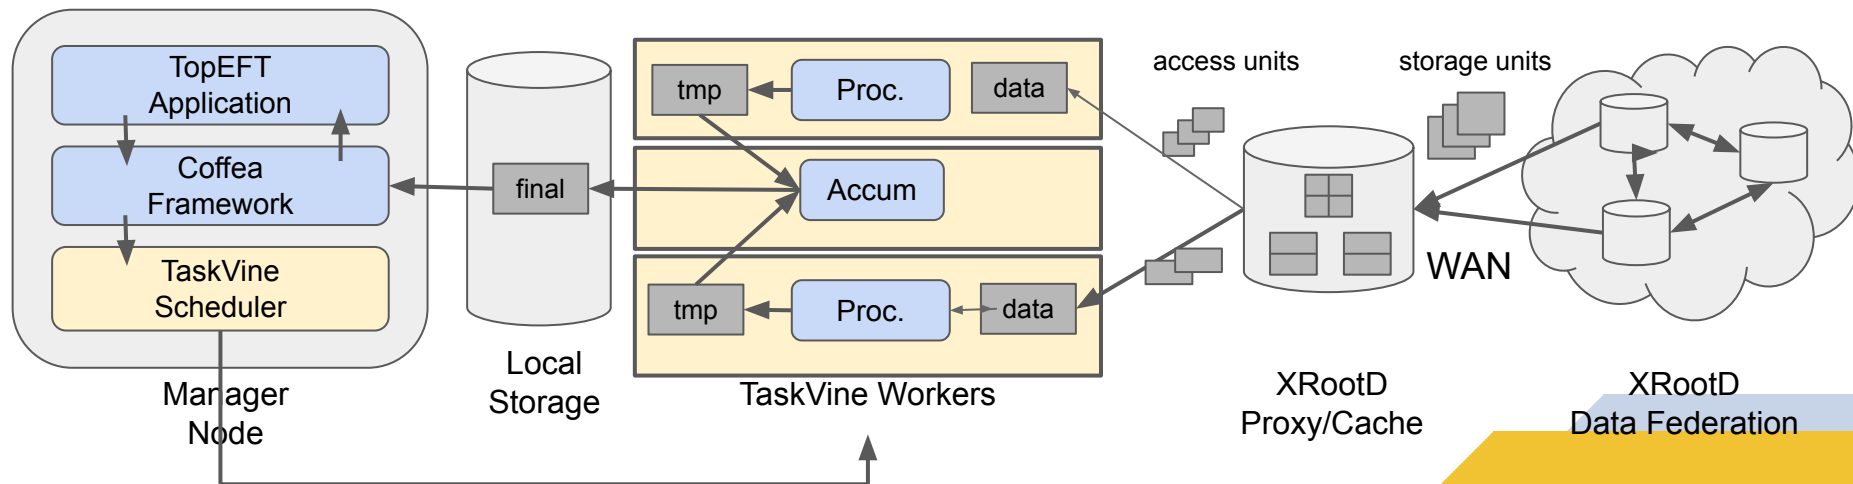 TopEFT
Application
Coffea
Framework
TaskVine
Scheduler
Manager
Node
final
Local
Storage
tmp
Proc.
data
Accum
tmp
Proc.
data
TaskVine Workers
access units
storage units
WAN
XRootD
Proxy/Cache
XRootD
Data Federation